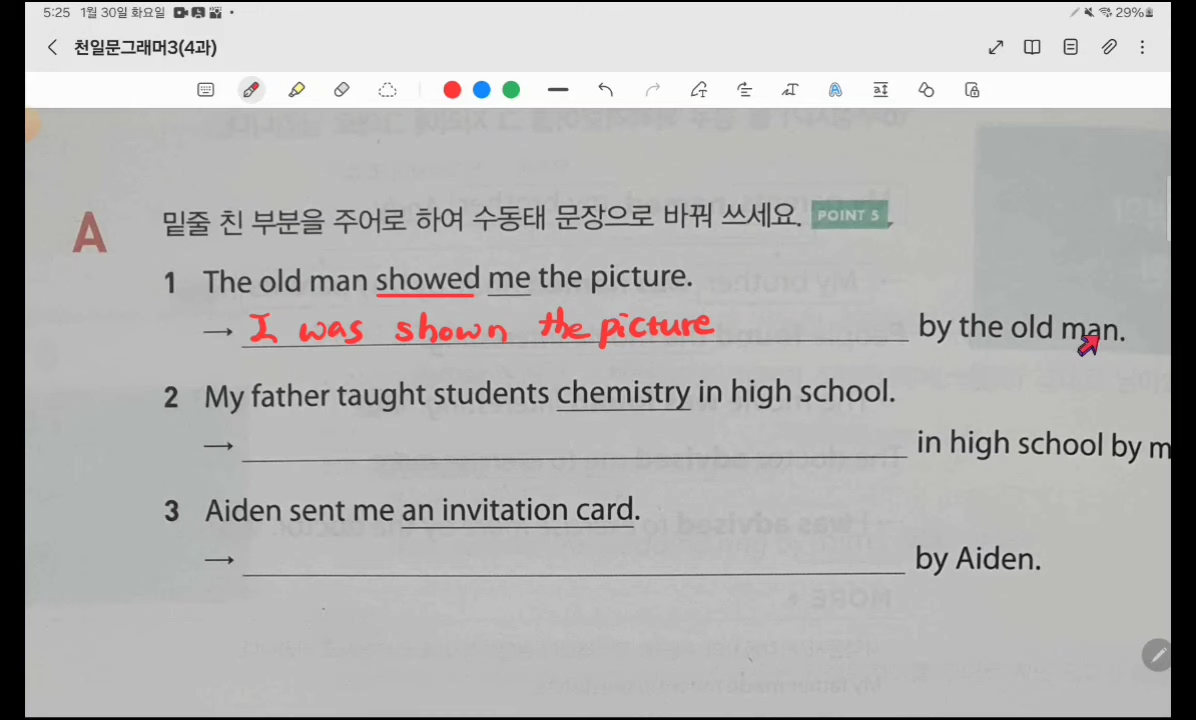 5:25 1월 30일 화요일 29%
천일문그래머3(4과)
A 밑줄 친 부분을 주어로 하여 수동태 문장으로 바꿔 쓰세요. POINT 5
1 The old man showed me the picture.
→ I was shown the picture by the old man.
2 My father taught students chemistry in high school.
→ in high school by m
3 Aiden sent me an invitation card.
→ by Aiden.